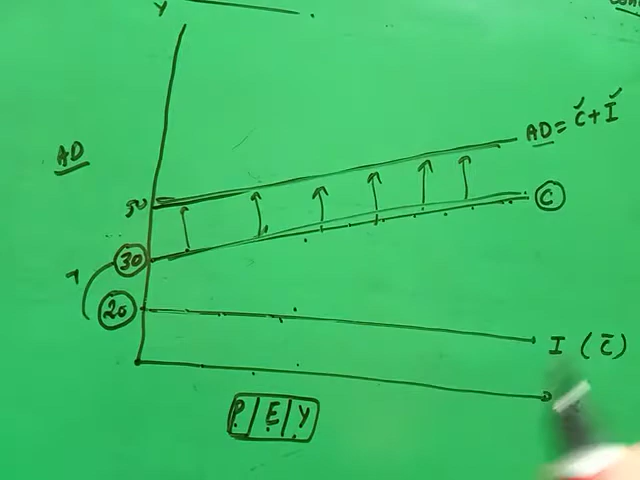 Y
AD = C + I
AD
50
C
30
20
I ( C̅ )
P | E | Y